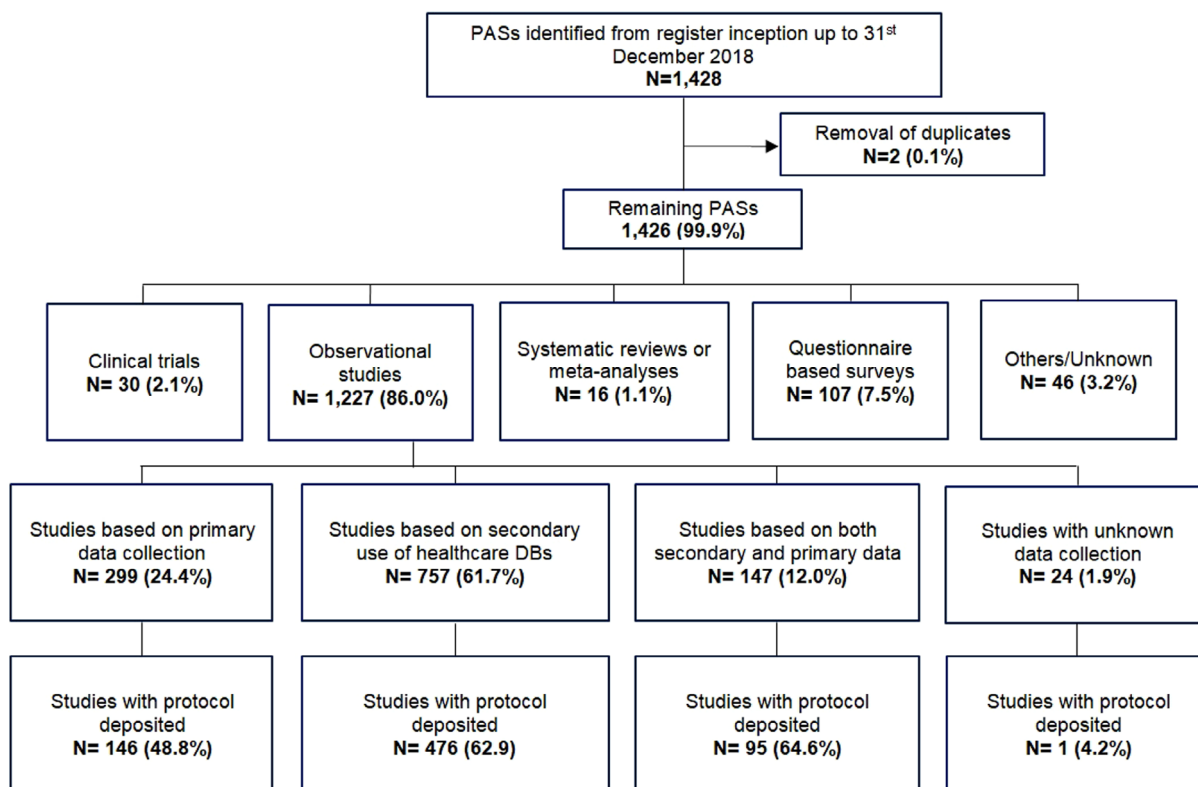 PASs identified from register inception up to 31st
December 2018
N=1,428
Removal of duplicates
N=2 (0.1%)
Remaining PASs
1,426 (99.9%)
Clinical trials
N= 30 (2.1%)
Observational
studies
N= 1,227 (86.0%)
Systematic reviews or
meta-analyses
N= 16 (1.1%)
Questionnaire
based surveys
N= 107 (7.5%)
Others/Unknown
N= 46 (3.2%)
Studies based on primary
data collection
N= 299 (24.4%)
Studies based on secondary
use of healthcare DBs
N= 757 (61.7%)
Studies based on both
secondary and primary data
N= 147 (12.0%)
Studies with unknown
data collection
N= 24 (1.9%)
Studies with protocol
deposited
N= 146 (48.8%)
Studies with protocol
deposited
N= 476 (62.9)
Studies with protocol
deposited
N= 95 (64.6%)
Studies with protocol
deposited
N= 1 (4.2%)